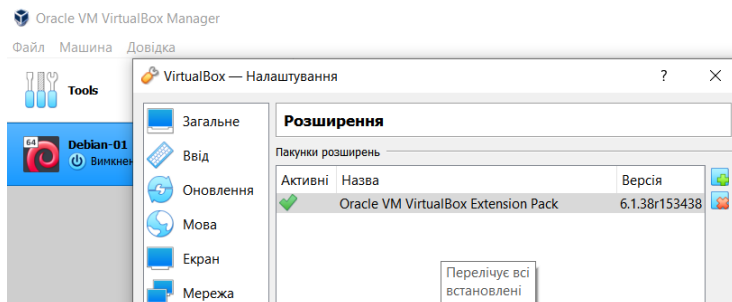 Oracle VM VirtualBox Manager
Файл Машина Довідка
Tools
64
Debian-01
Вимкнен
VirtualBox — Налаштування ?
Загальне
Ввід
Оновлення
Мова
Екран
Мережа
Розширення
Пакунки розширень
Активні Назва Версія
Oracle VM VirtualBox Extension Pack 6.1.38r153438
Перелічує всі
встановлені